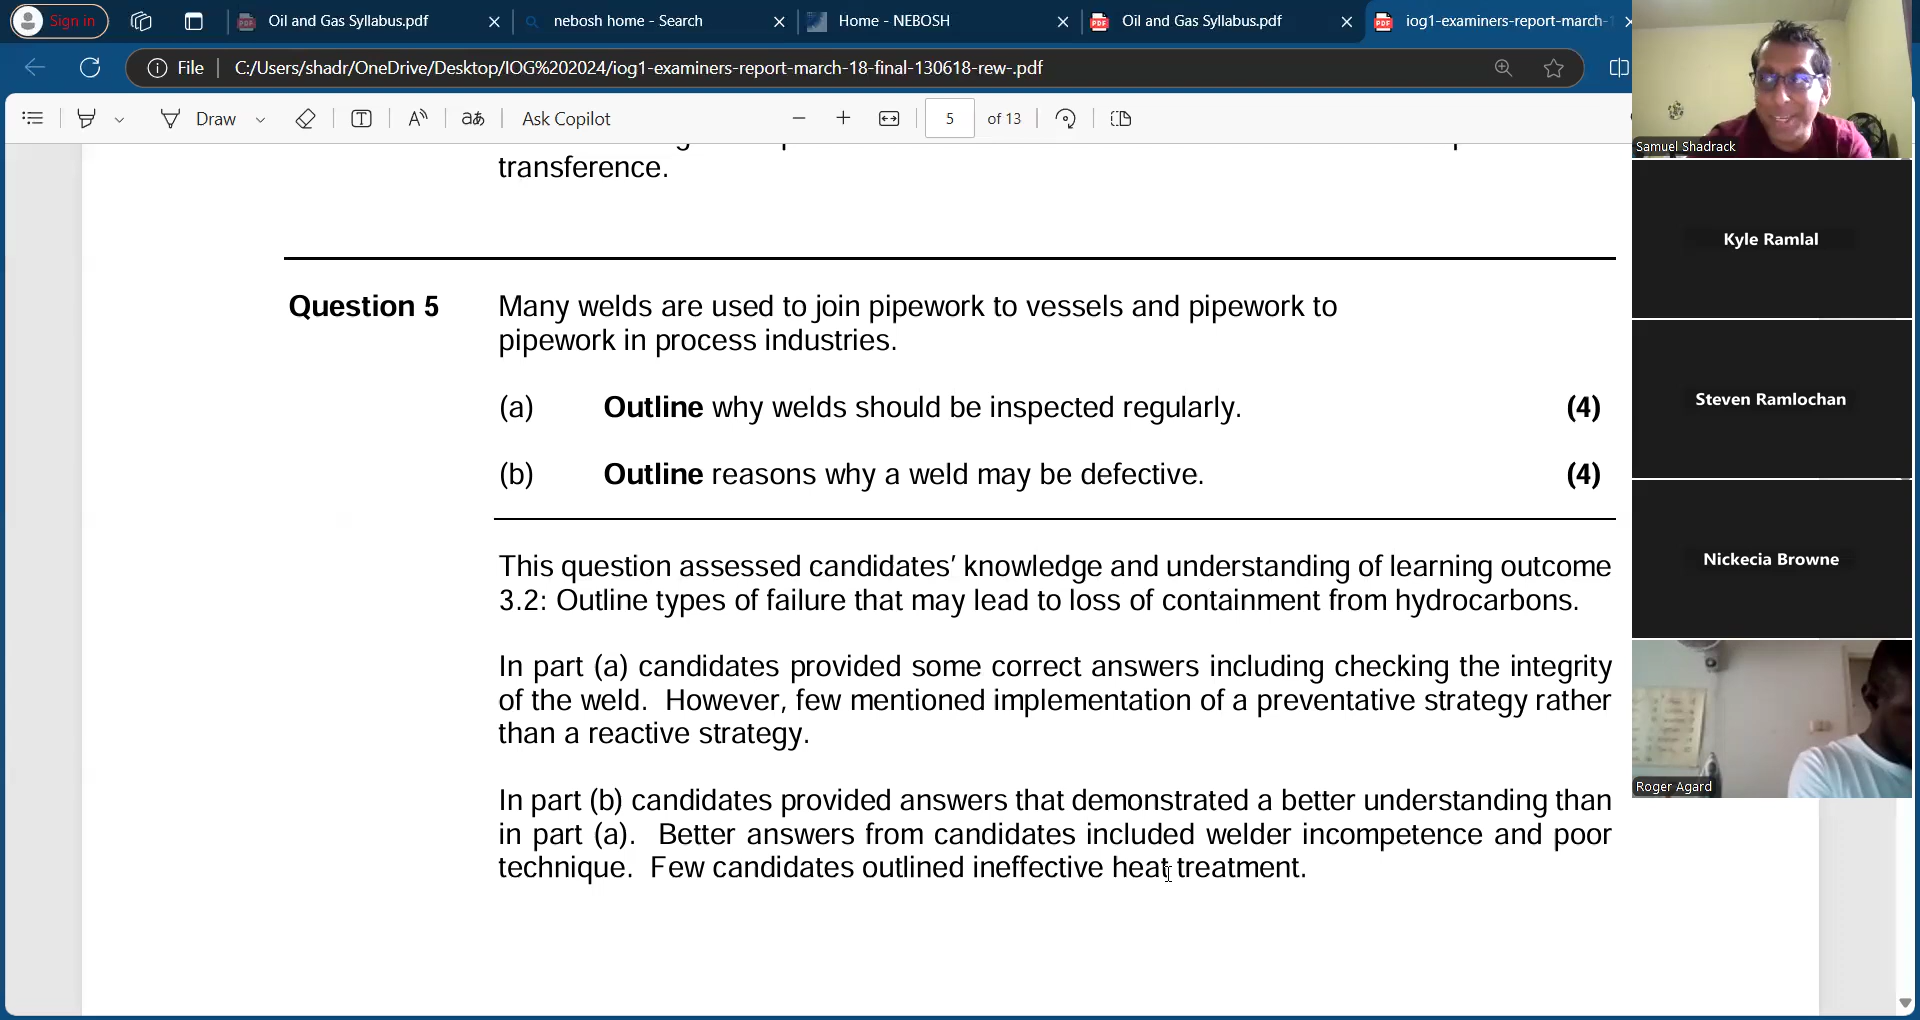 Sign in
Oil and Gas Syllabus.pdf
nebosh home - Search
Home - NEBOSH
Oil and Gas Syllabus.pdf
iog1-examiners-report-march-1
File
C:/Users/shadr/OneDrive/Desktop/IOG%202024/iog1-examiners-report-march-18-final-130618-rew-.pdf
Draw
Ask Copilot
5
of 13
transference.
Question 5
Many welds are used to join pipework to vessels and pipework to
pipework in process industries.
(a) Outline why welds should be inspected regularly. (4)
(b) Outline reasons why a weld may be defective. (4)
This question assessed candidates’ knowledge and understanding of learning outcome
3.2: Outline types of failure that may lead to loss of containment from hydrocarbons.
In part (a) candidates provided some correct answers including checking the integrity
of the weld. However, few mentioned implementation of a preventative strategy rather
than a reactive strategy.
In part (b) candidates provided answers that demonstrated a better understanding than
in part (a). Better answers from candidates included welder incompetence and poor
technique. Few candidates outlined ineffective heat treatment.
Samuel Shadrack
Kyle Ramlal
Steven Ramlochan
Nickecia Browne
Roger Agard